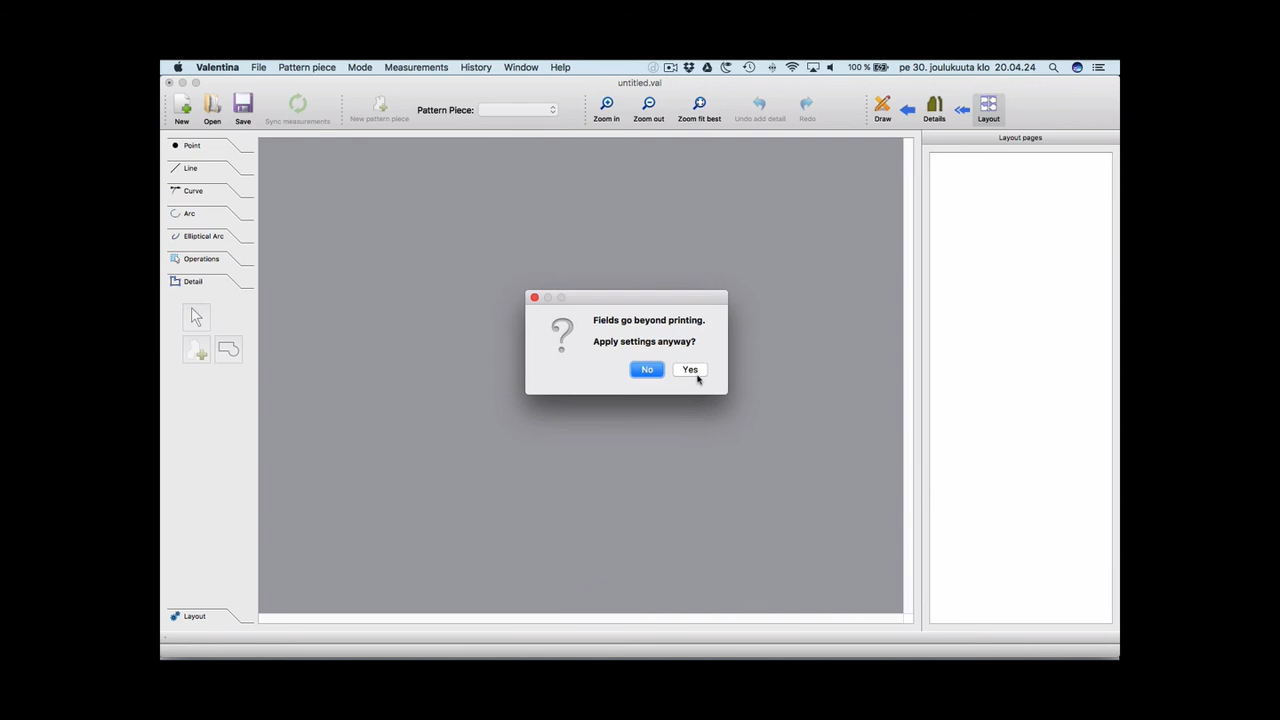 Valentina File Pattern piece Mode Measurements History Window Help 100 % pe 30. joulukuuta klo 20.04.24
untitled.val
New Open Save Sync measurements New pattern piece Pattern Piece: Zoom in Zoom out Zoom fit best Undo add detail Redo Draw Details Layout
Point
Line
Curve
Arc
Elliptical Arc
Operations
Detail
Layout
Layout pages
Fields go beyond printing.
Apply settings anyway?
No Yes